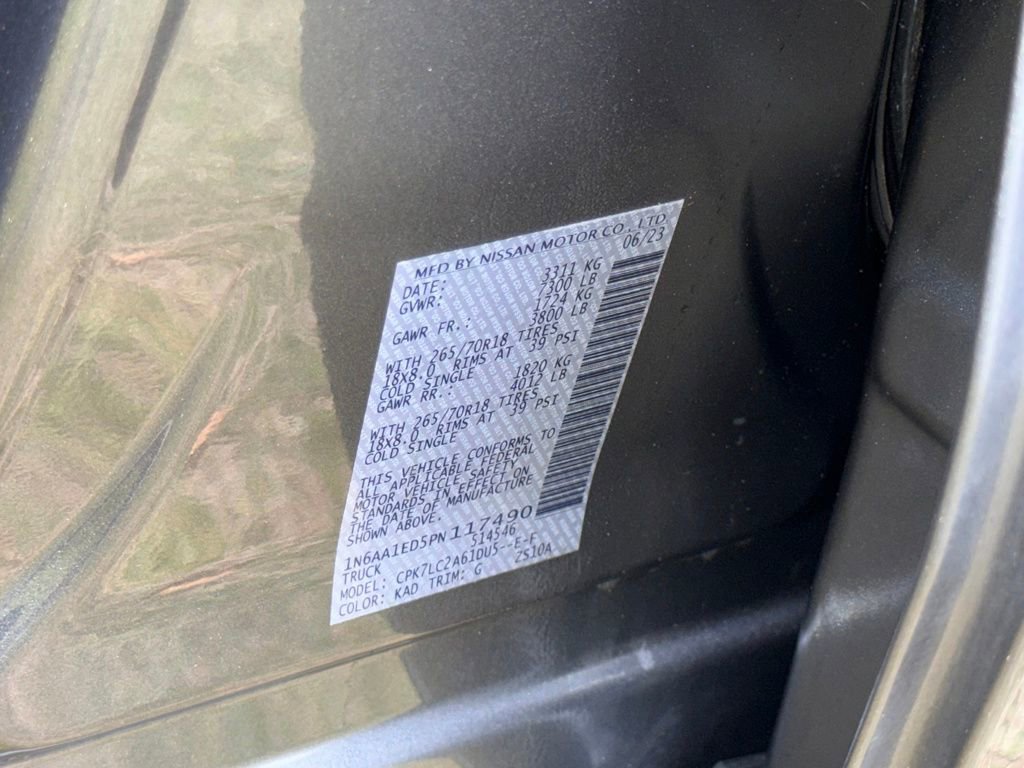 MFD BY NISSAN MOTOR CO., LTD.
DATE: 06/23
GVWR: 3311 KG
7300 LB
GAWR FR.: 1724 KG
3800 LB
WITH 265/70R18 TIRES
18X8.0 RIMS AT 39 PSI
COLD SINGLE
GAWR RR.: 1820 KG
4012 LB
WITH 265/70R18 TIRES
18X8.0 RIMS AT 39 PSI
COLD SINGLE
THIS VEHICLE CONFORMS TO
ALL APPLICABLE FEDERAL
MOTOR VEHICLE SAFETY
STANDARDS IN EFFECT ON
THE DATE OF MANUFACTURE
SHOWN ABOVE.
1N6AA1ED5PN117490
TRUCK 514546
MODEL: CPK7LC2A61DU5--E-F
COLOR: KAD TRIM: G ZS10A